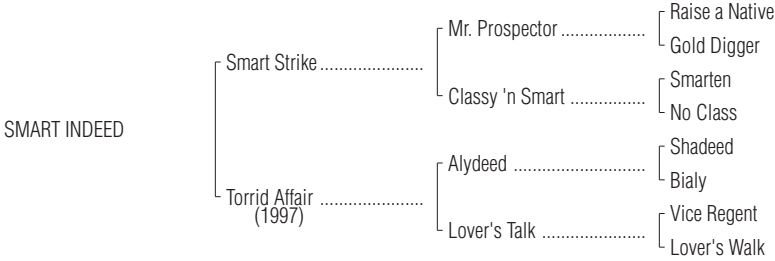 Raise a Native
Mr. Prospector ..................
Gold Digger
Smart Strike ......................
Smarten
Classy 'n Smart ................
No Class
SMART INDEED
Shadeed
Alydeed ............................
Bialy
Torrid Affair ......................
(1997)
Vice Regent
Lover's Talk ......................
Lover's Walk